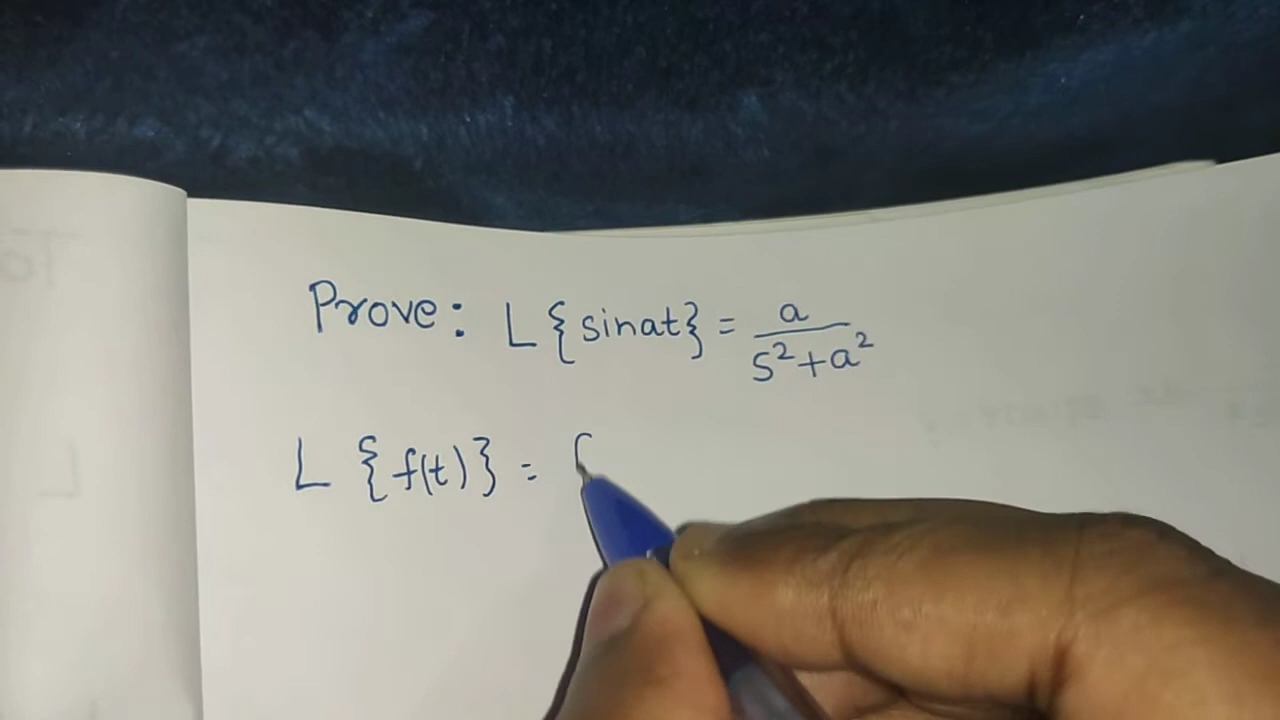 Prove: L{sinat} = a/(s²+a²)
L {f(t)} = ∫